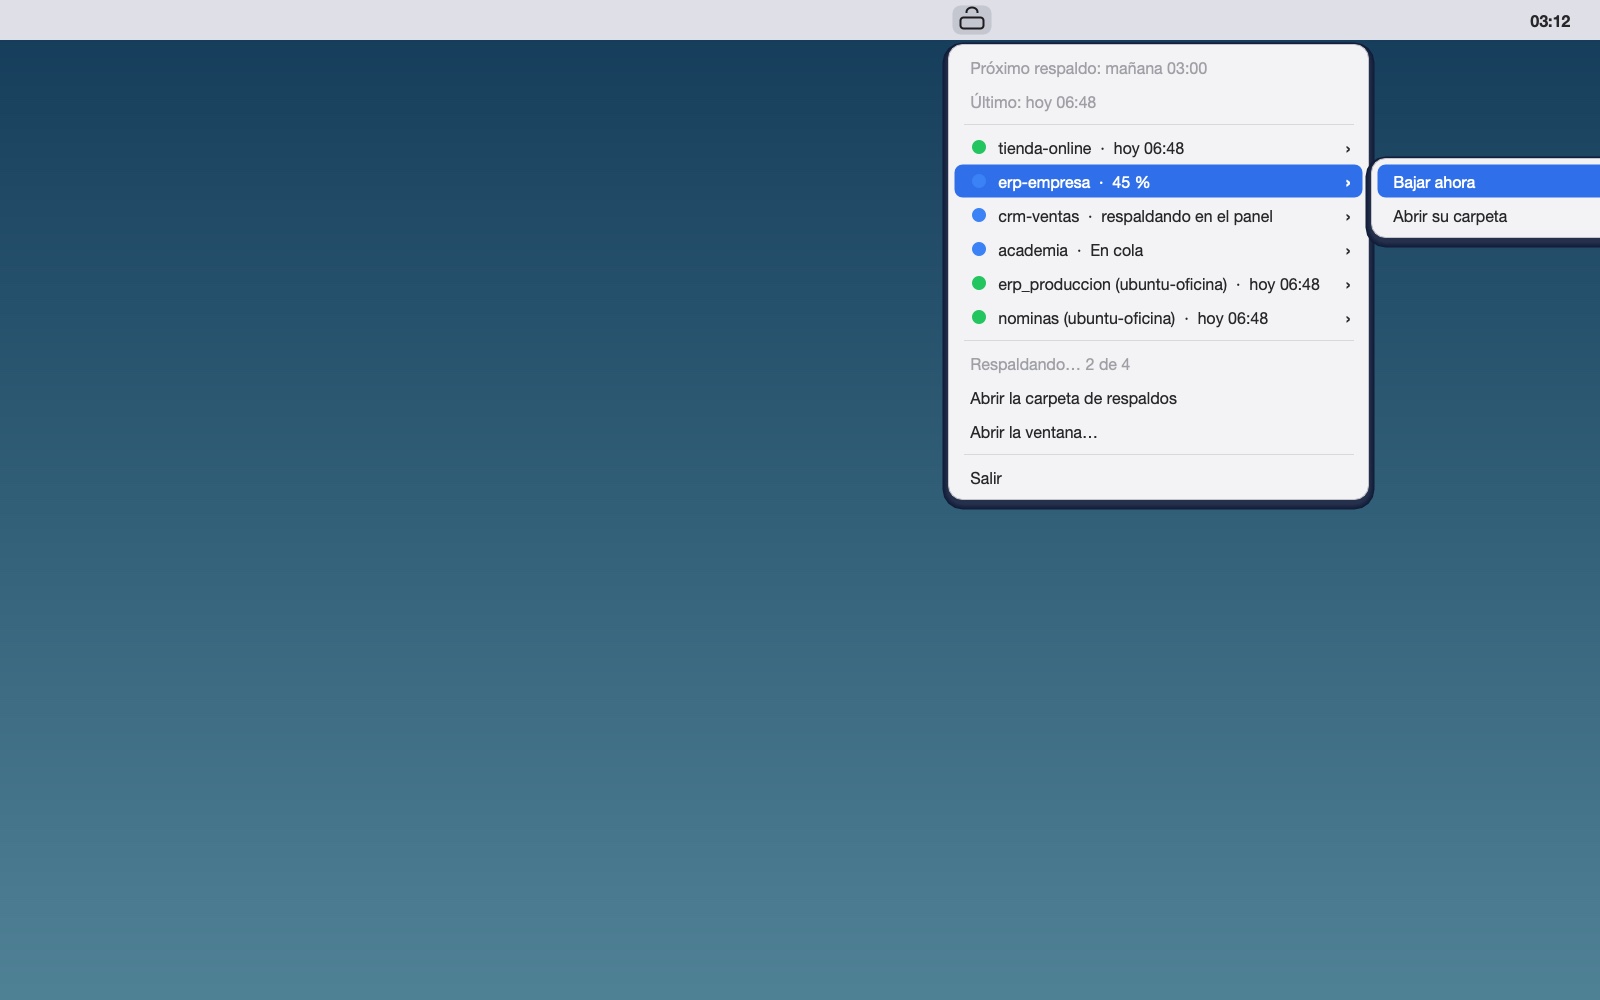 03:12
Próximo respaldo: mañana 03:00
Último: hoy 06:48
tienda-online · hoy 06:48 ›
erp-empresa · 45 % ›
Bajar ahora
crm-ventas · respaldando en el panel ›
Abrir su carpeta
academia · En cola ›
erp_produccion (ubuntu-oficina) · hoy 06:48 ›
nominas (ubuntu-oficina) · hoy 06:48 ›
Respaldando… 2 de 4
Abrir la carpeta de respaldos
Abrir la ventana…
Salir